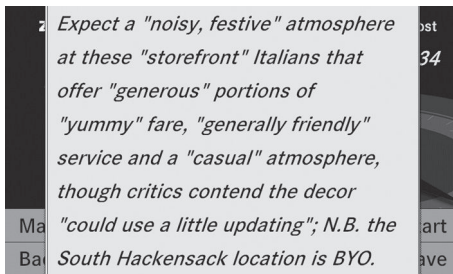 Expect a "noisy, festive" atmosphere
at these "storefront" Italians that
offer "generous" portions of
"yummy" fare, "generally friendly"
service and a "casual" atmosphere,
though critics contend the decor
"could use a little updating"; N.B. the
South Hackensack location is BYO.
34